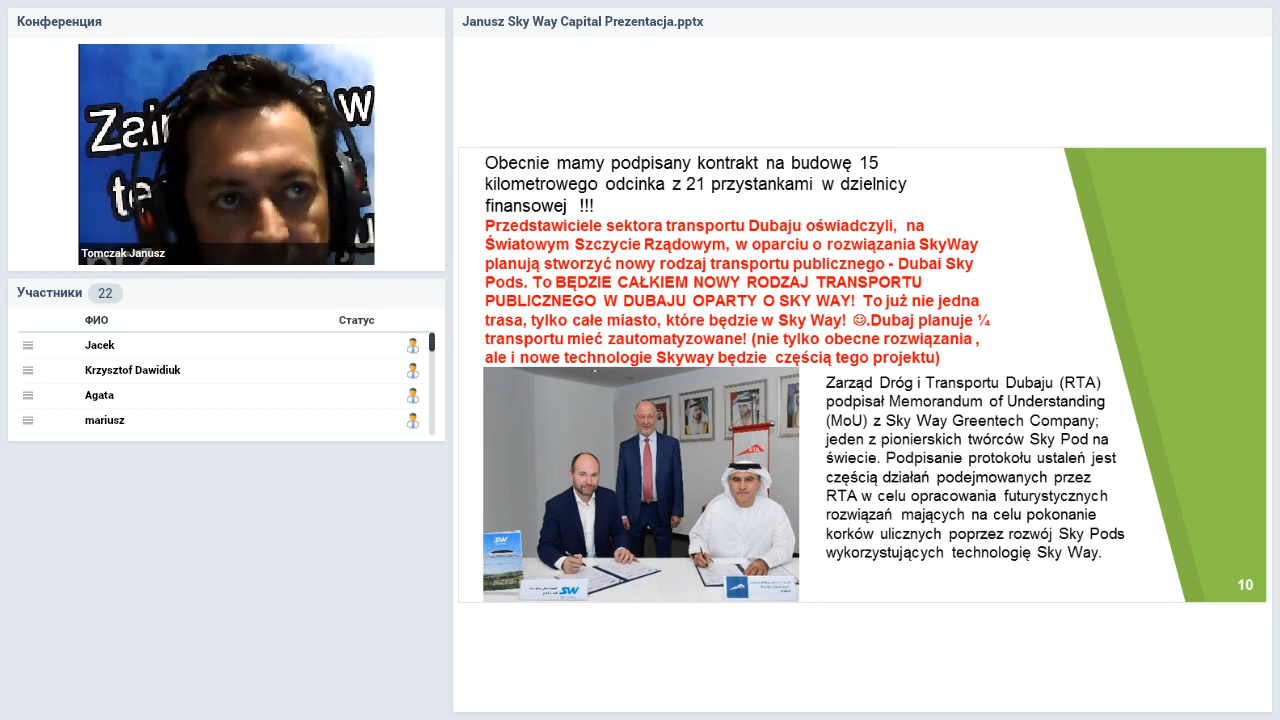 Конференция
Zai
w
te
Tomczak Janusz
Участники 22
ФИО Статус
Jacek
Krzysztof Dawidiuk
Agata
mariusz
Janusz Sky Way Capital Prezentacja.pptx
Obecnie mamy podpisany kontrakt na budowę 15
kilometrowego odcinka z 21 przystankami w dzielnicy
finansowej !!!
Przedstawiciele sektora transportu Dubaju oświadczyli, na
Światowym Szczycie Rządowym, w oparciu o rozwiązania SkyWay
planują stworzyć nowy rodzaj transportu publicznego - Dubai Sky
Pods. To BĘDZIE CAŁKIEM NOWY RODZAJ TRANSPORTU
PUBLICZNEGO W DUBAJU OPARTY O SKY WAY! To już nie jedna
trasa, tylko całe miasto, które będzie w Sky Way! ☺.Dubaj planuje ¼
transportu mieć zautomatyzowane! (nie tylko obecne rozwiązania ,
ale i nowe technologie Skyway będzie częścią tego projektu)
RTA
SW
SW
Zarząd Dróg i Transportu Dubaju (RTA)
podpisał Memorandum of Understanding
(MoU) z Sky Way Greentech Company;
jeden z pionierskich twórców Sky Pod na
świecie. Podpisanie protokołu ustaleń jest
częścią działań podejmowanych przez
RTA w celu opracowania futurystycznych
rozwiązań mających na celu pokonanie
korków ulicznych poprzez rozwój Sky Pods
wykorzystujących technologię Sky Way.
10